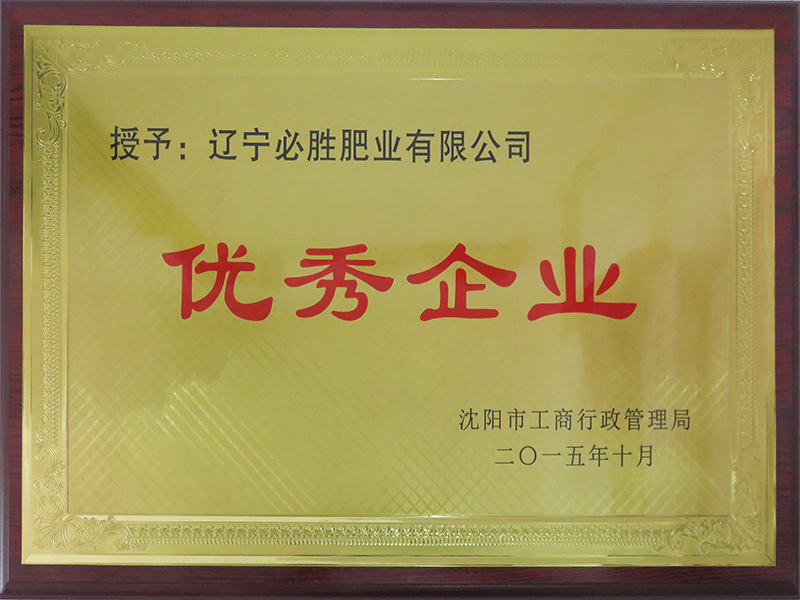 授予：辽宁必胜肥业有限公司
优秀企业
沈阳市工商行政管理局
二〇一五年十月